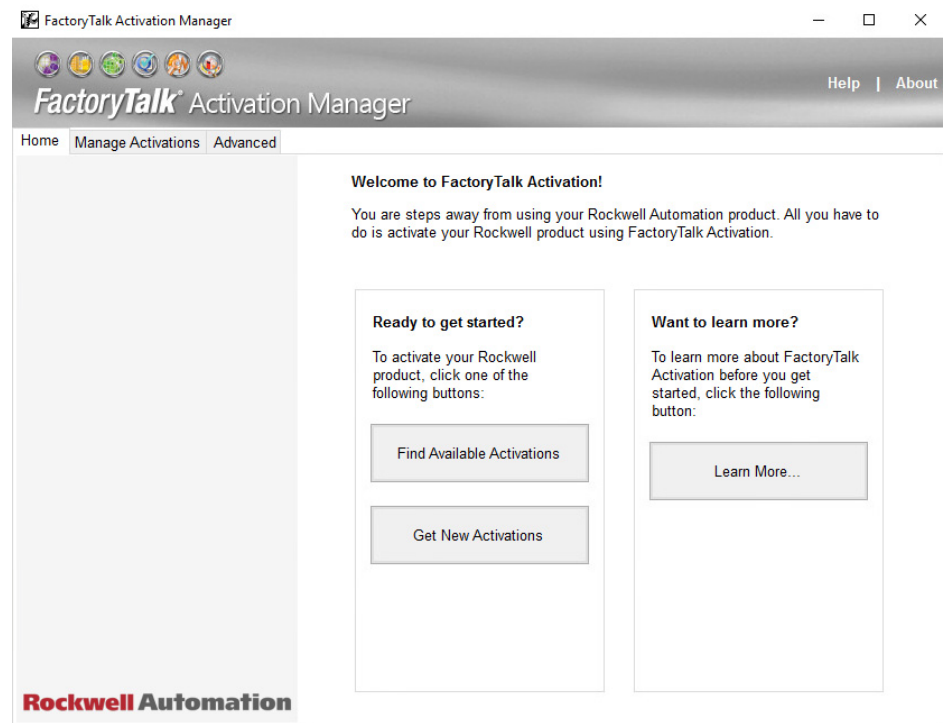 FactoryTalk Activation Manager
Help | About
FactoryTalk® Activation Manager
Home Manage Activations Advanced
Welcome to FactoryTalk Activation!
You are steps away from using your Rockwell Automation product. All you have to
do is activate your Rockwell product using FactoryTalk Activation.
Ready to get started?
To activate your Rockwell
product, click one of the
following buttons:
Find Available Activations
Get New Activations
Want to learn more?
To learn more about FactoryTalk
Activation before you get
started, click the following
button:
Learn More...
Rockwell Automation